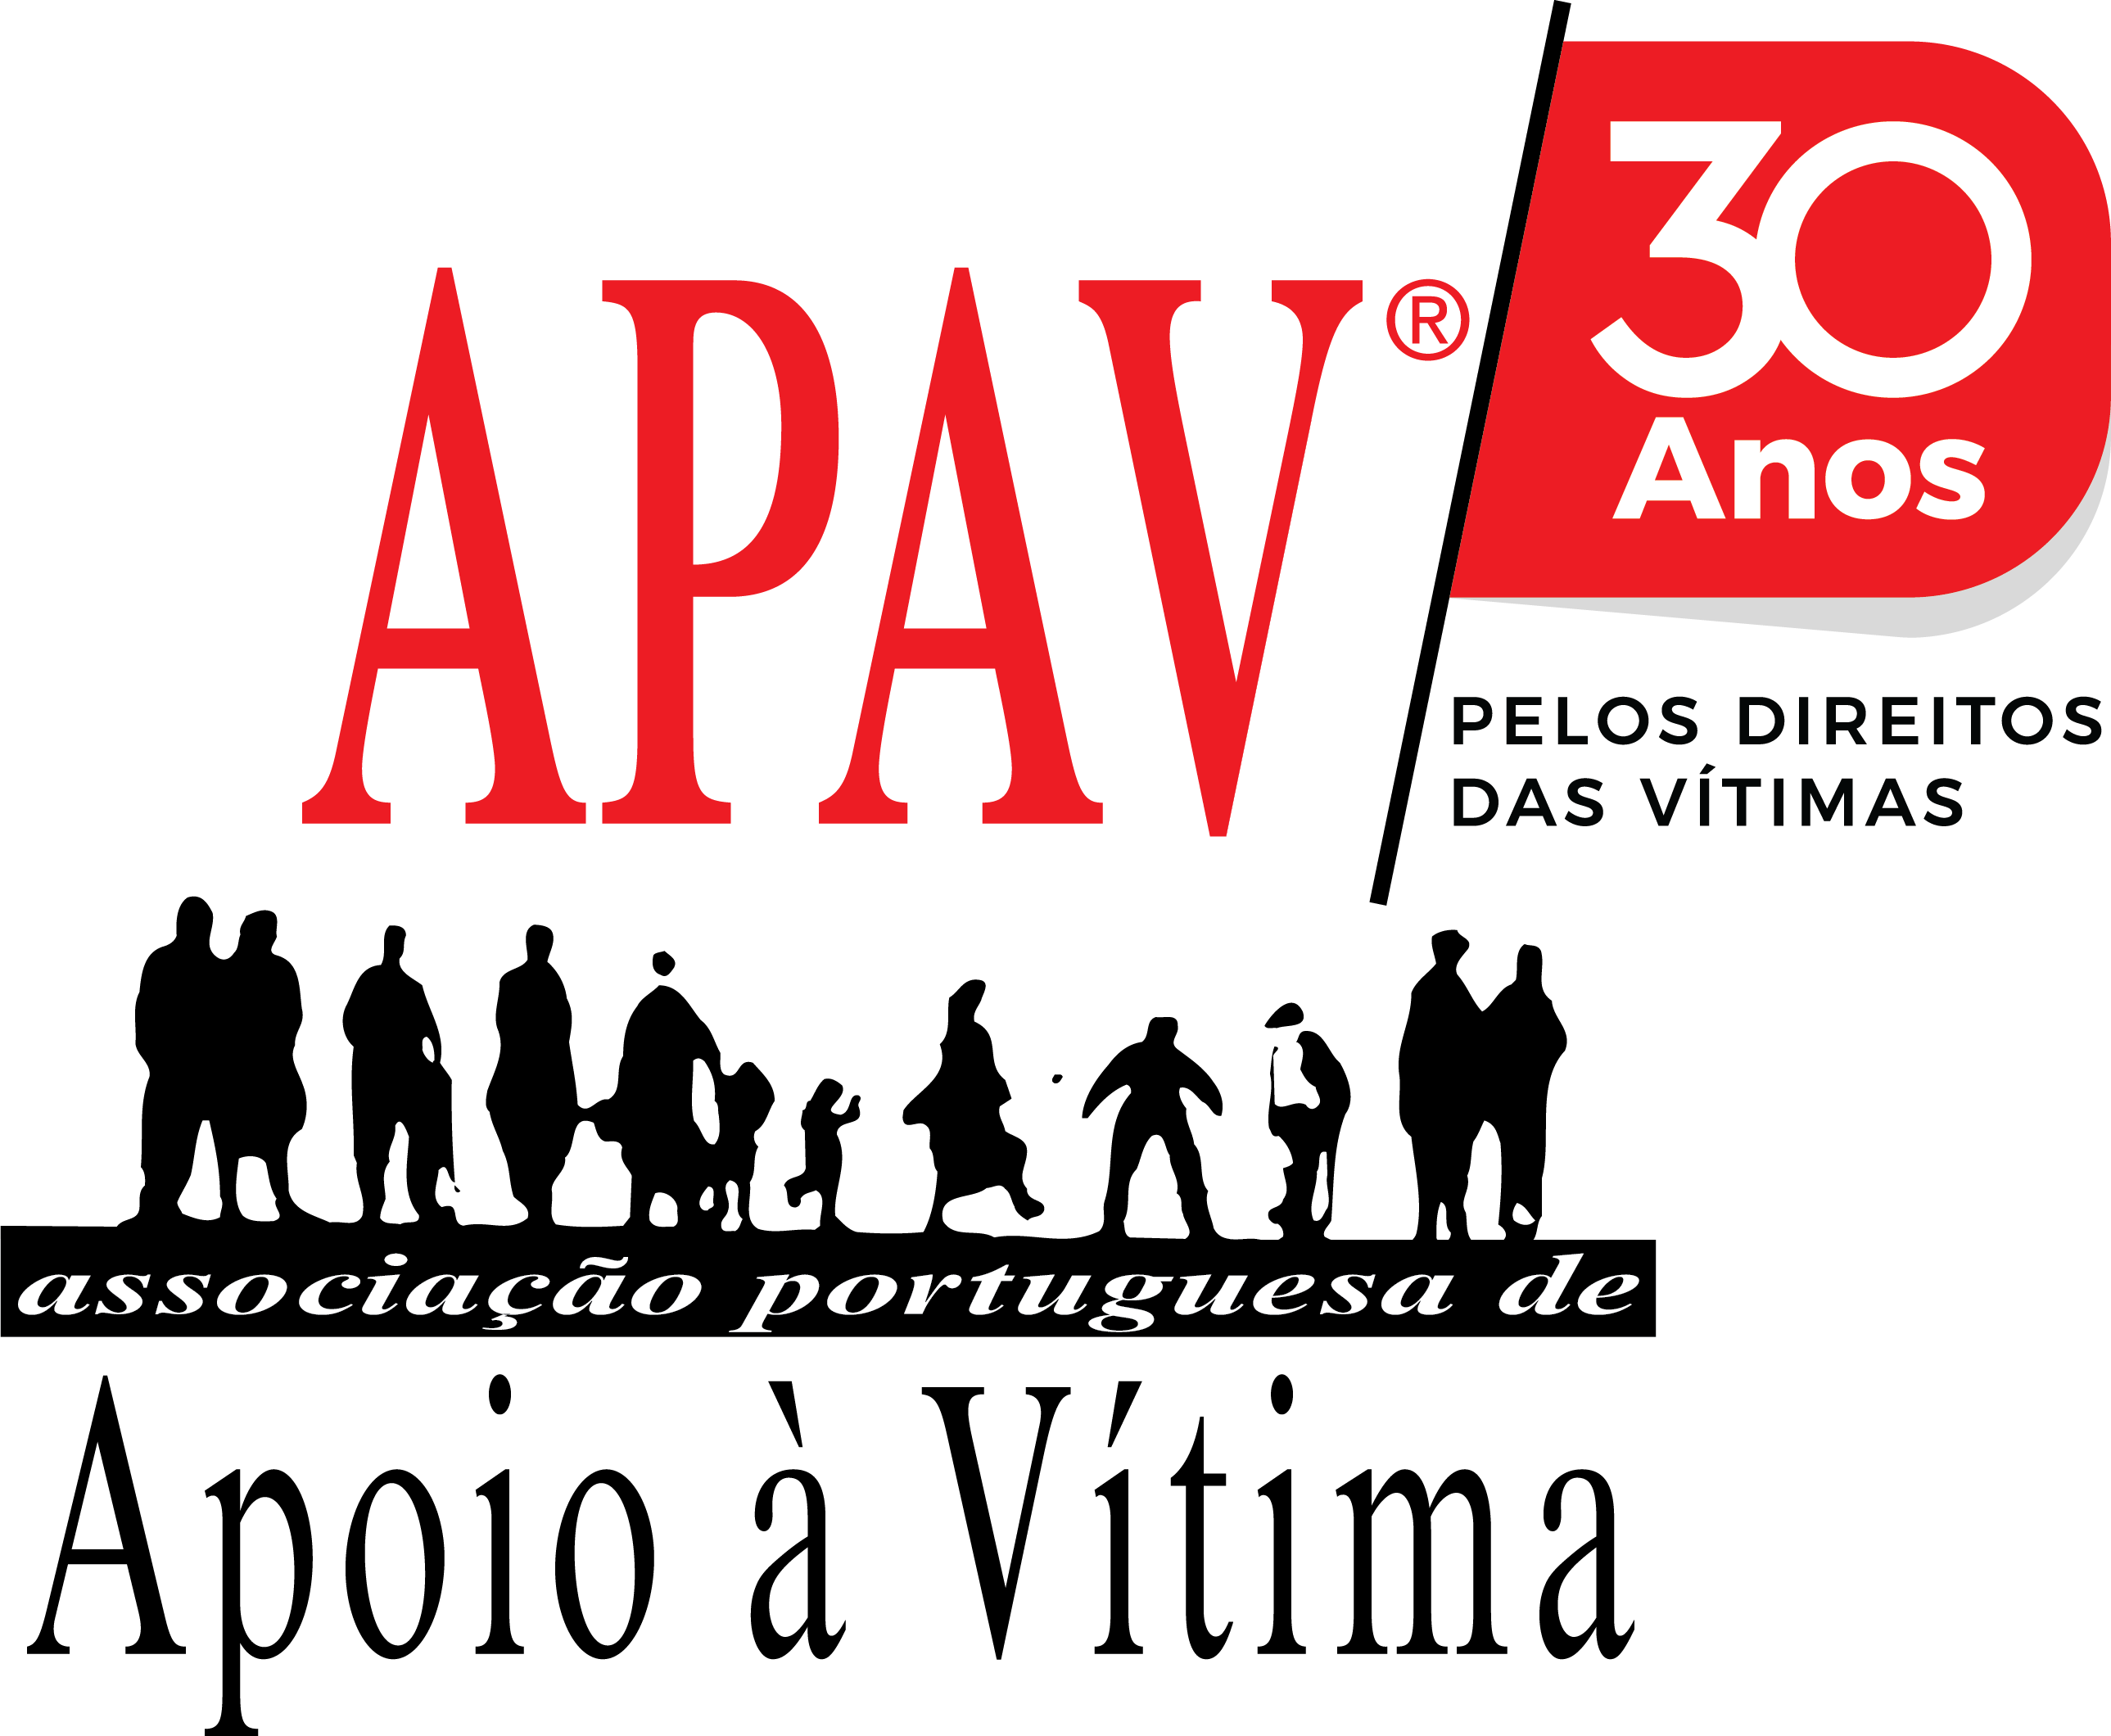 APAV®
30
Anos
PELOS DIREITOS
DAS VÍTIMAS
associação portuguesa de
Apoio à Vítima